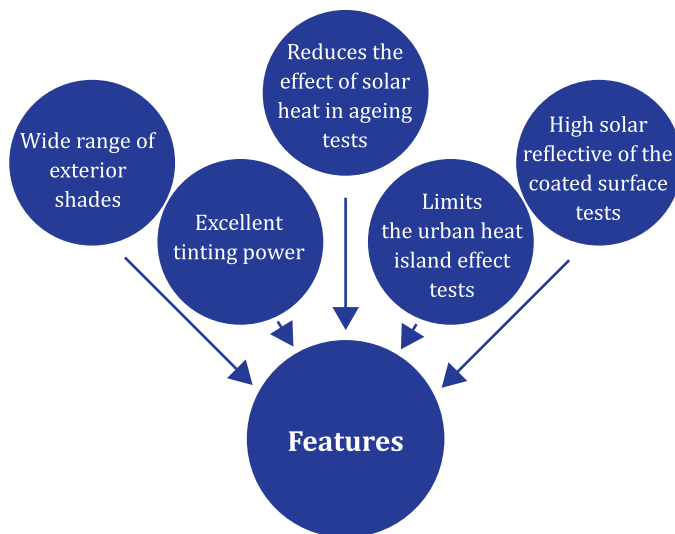 Wide range of
exterior
shades
Excellent
tinting power
Reduces the
effect of solar
heat in ageing
tests
Limits
the urban heat
island effect
tests
High solar
reflective of the
coated surface
tests
Features